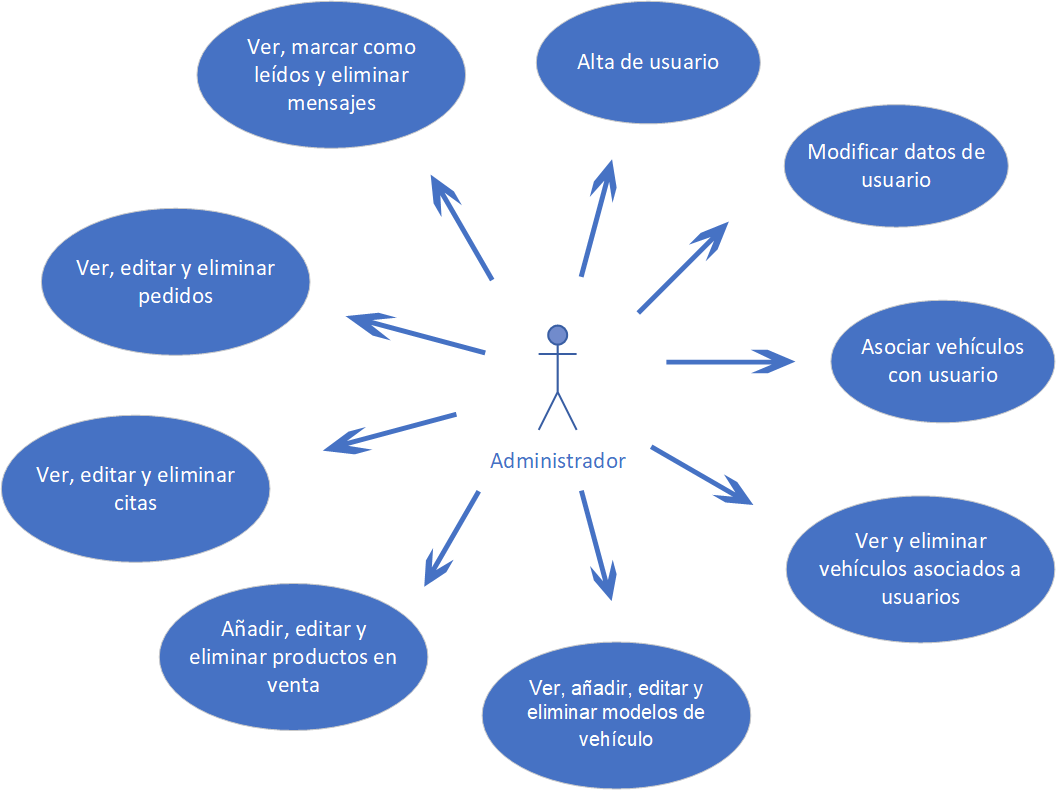 Ver, marcar como
leídos y eliminar
mensajes
Alta de usuario
Modificar datos de
usuario
Ver, editar y eliminar
pedidos
Asociar vehículos
con usuario
Administrador
Ver, editar y eliminar
citas
Ver y eliminar
vehículos asociados a
usuarios
Añadir, editar y
eliminar productos en
venta
Ver, añadir, editar y
eliminar modelos de
vehículo